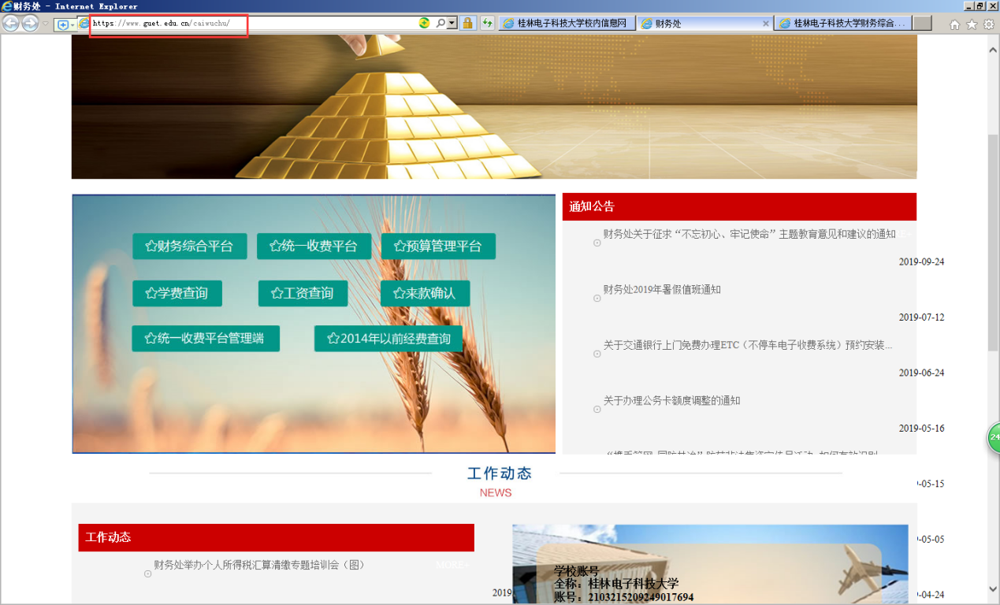 财务处 - Internet Explorer
https://www.guet.edu.cn/caiwuchu/
桂林电子科技大学校内信息网
财务处
桂林电子科技大学财务综合...
财务综合平台
统一收费平台
预算管理平台
学费查询
工资查询
来款确认
统一收费平台管理端
2014年以前经费查询
通知公告
财务处关于征求“不忘初心、牢记使命”主题教育意见和建议的通知
2019-09-24
财务处2019年暑假值班通知
2019-07-12
关于交通银行上门免费办理ETC（不停车电子收费系统）预约安装...
2019-06-24
关于办理公务卡额度调整的通知
2019-05-16
-05-15
-05-05
-04-24
24
工作动态
NEWS
工作动态
MORE+
财务处举办个人所得税汇算清缴专题培训会（图）
2019
学校账号
全称：桂林电子科技大学
账号：2103215209249017694